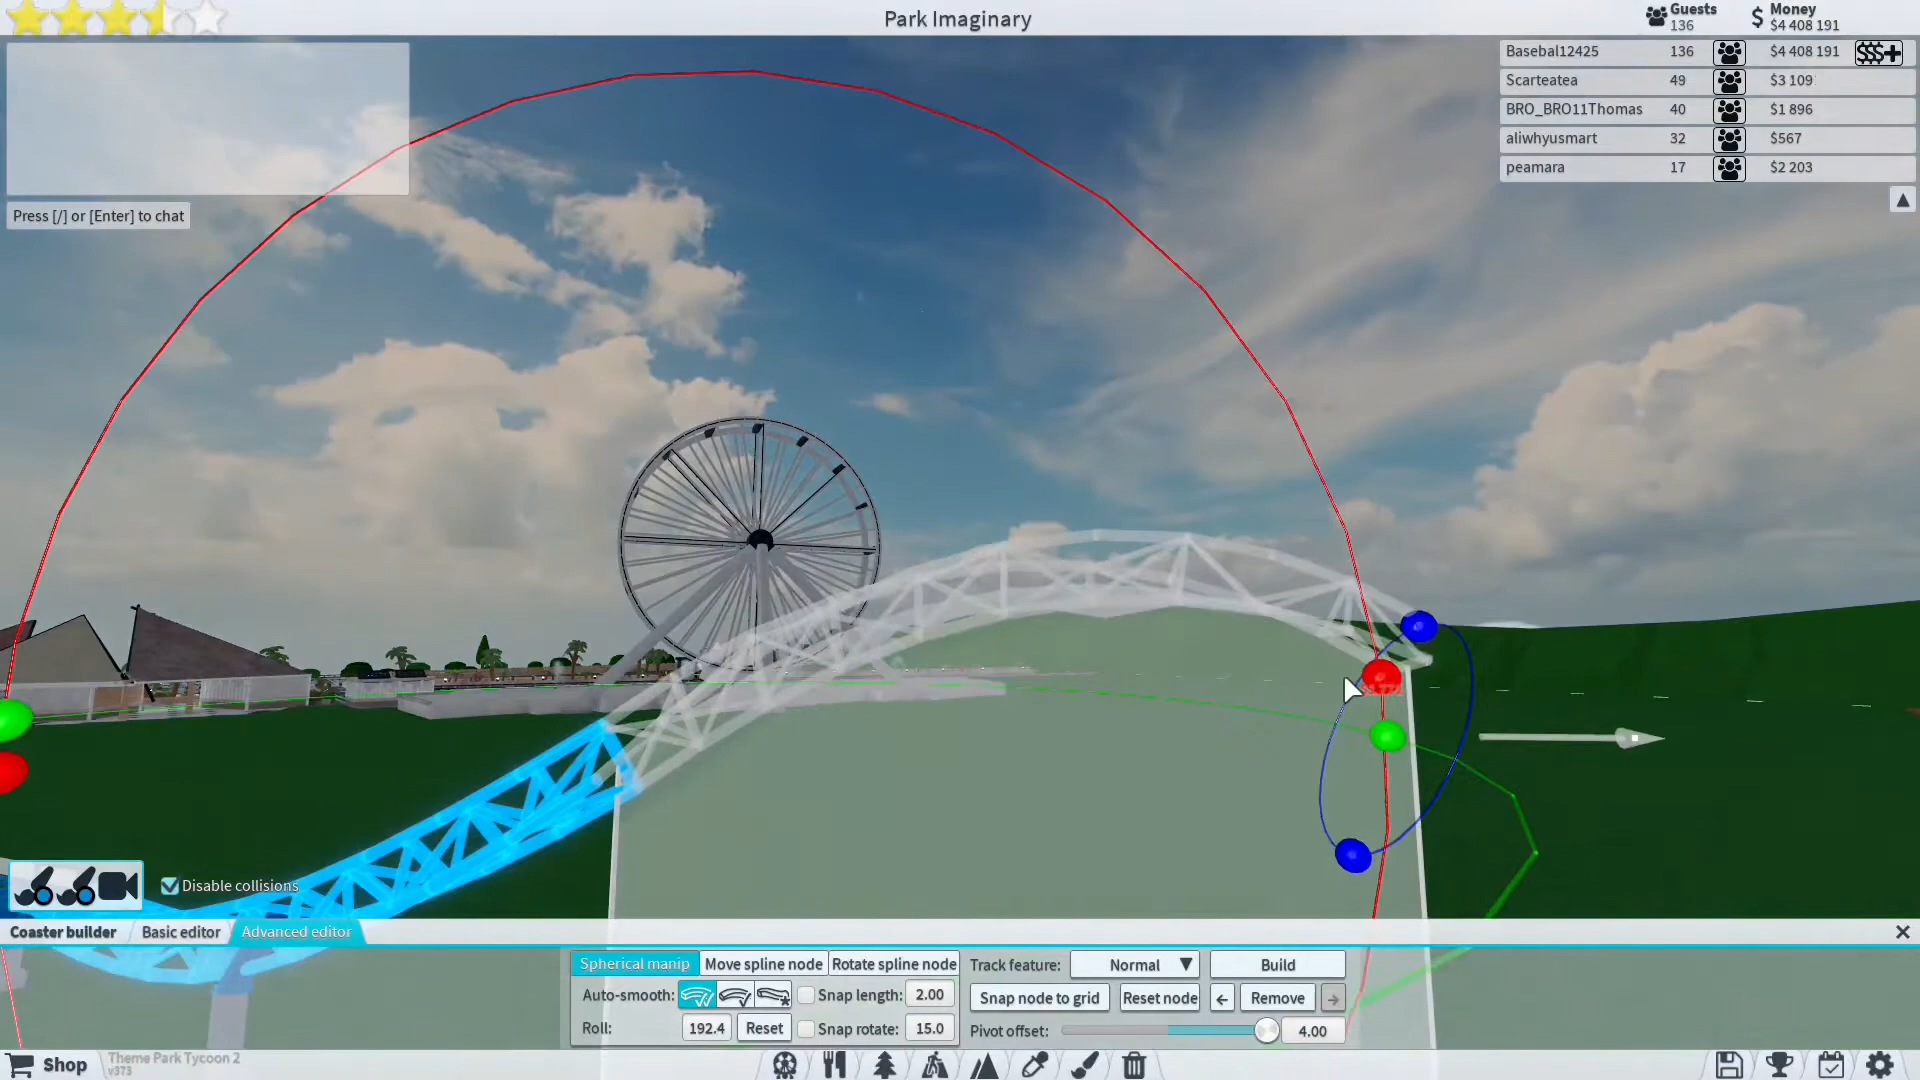 Park Imaginary
Guests
136
Money
$4 408 191
Basebal12425 136 $4 408 191 $$$+
Scarteatea 49 $3 109
BRO_BRO11Thomas 40 $1 896
aliwhyusmart 32 $567
peamara 17 $2 203
Press [/] or [Enter] to chat
Disable collisions
Coaster builder Basic editor Advanced editor
Spherical manip Move spline node Rotate spline node Track feature: Normal Build
Auto-smooth: Snap length: 2.00 Snap node to grid Reset node Remove
Roll: 192.4 Reset Snap rotate: 15.0 Pivot offset: 4.00
Shop
Theme Park Tycoon 2
v373